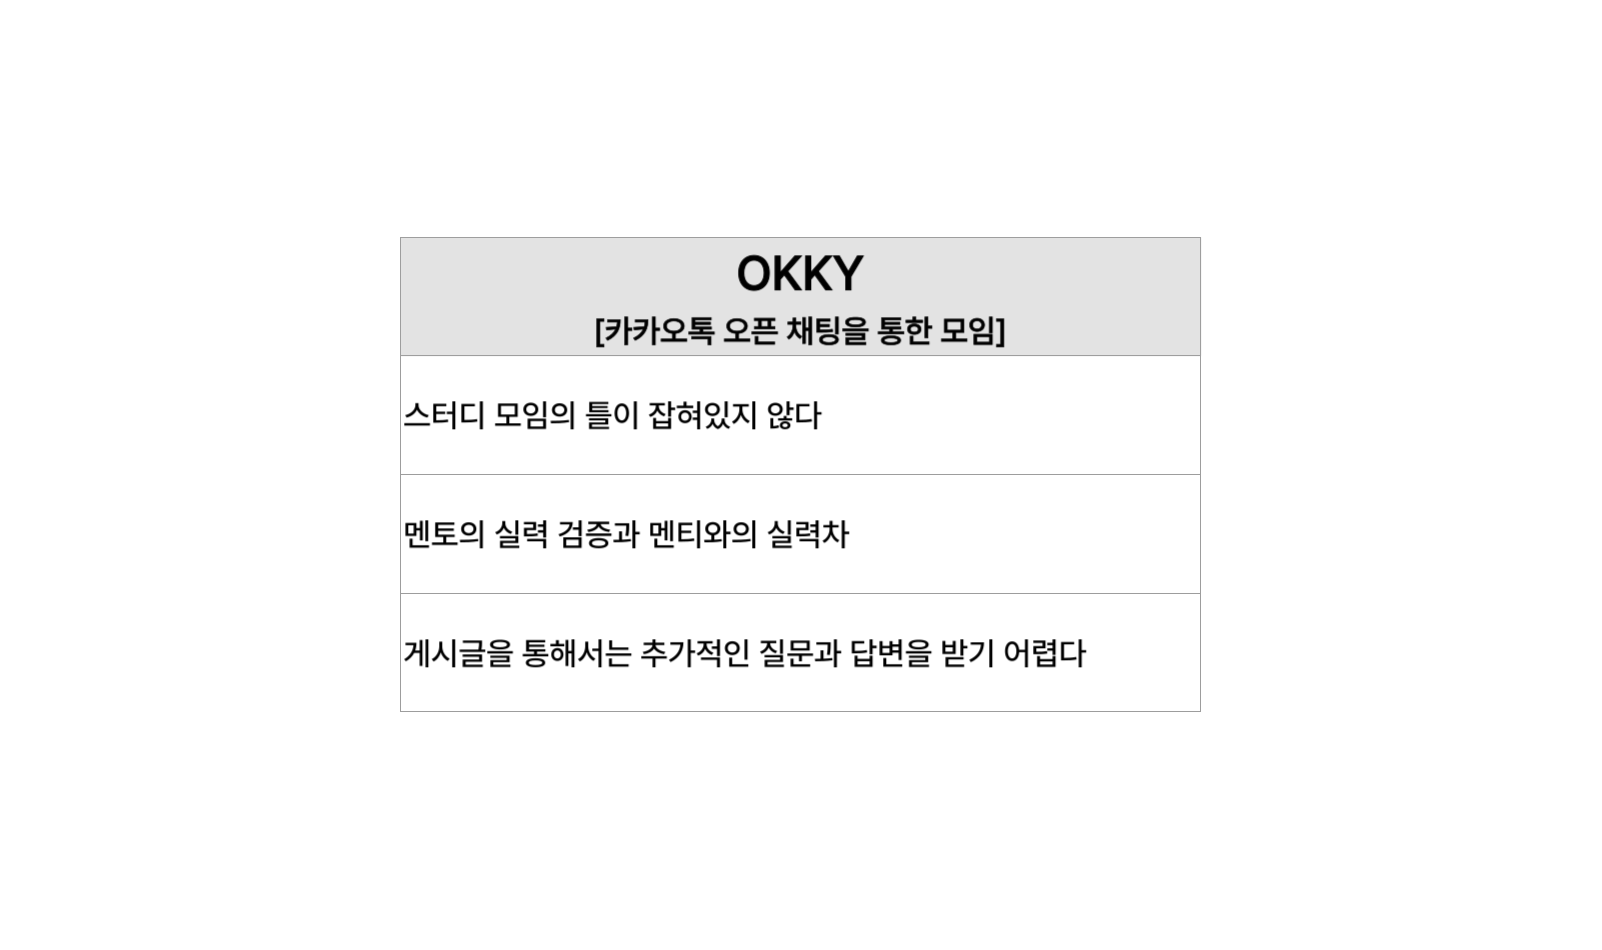 OKKY
[카카오톡 오픈 채팅을 통한 모임]
스터디 모임의 틀이 잡혀있지 않다
멘토의 실력 검증과 멘티와의 실력차
게시글을 통해서는 추가적인 질문과 답변을 받기 어렵다